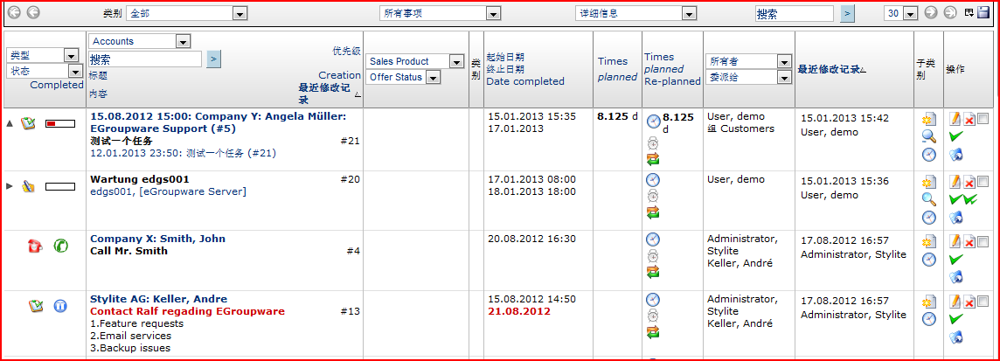 类别 全部 所有事项 详细信息 搜索 > 30
类型
状态
Completed
Accounts
搜索 >
标题
内容
优先级
Creation
最近修改记
录
Sales Product
Offer Status
类
别
起始日期
终止日期
Date completed
Times
planned
Times
planned
Re-planned
所有者
委派给
最近修改记录
子类
别
操作
15.08.2012 15:00: Company Y: Angela Müller:
EGroupware Support (#5)
测试一个任务 #21
12.01.2013 23:50: 测试一个任务 (#21)
15.01.2013 15:35
17.01.2013
8.125 d
8.125
d
User, demo
组 Customers
15.01.2013 15:42
User, demo
Wartung edgs001 #20
edgs001, [eGroupware Server]
17.01.2013 08:00
18.01.2013 18:00
User, demo
15.01.2013 15:36
User, demo
Company X: Smith, John
Call Mr. Smith #4
20.08.2012 16:30
Administrator,
Stylite
Keller, André
17.08.2012 16:57
Administrator, Stylite
Stylite AG: Keller, Andre
Contact Ralf regading EGroupware #13
1.Feature requests
2.Email services
3.Backup issues
15.08.2012 14:50
21.08.2012
Administrator,
Stylite
Keller, André
17.08.2012 16:57
Administrator, Stylite